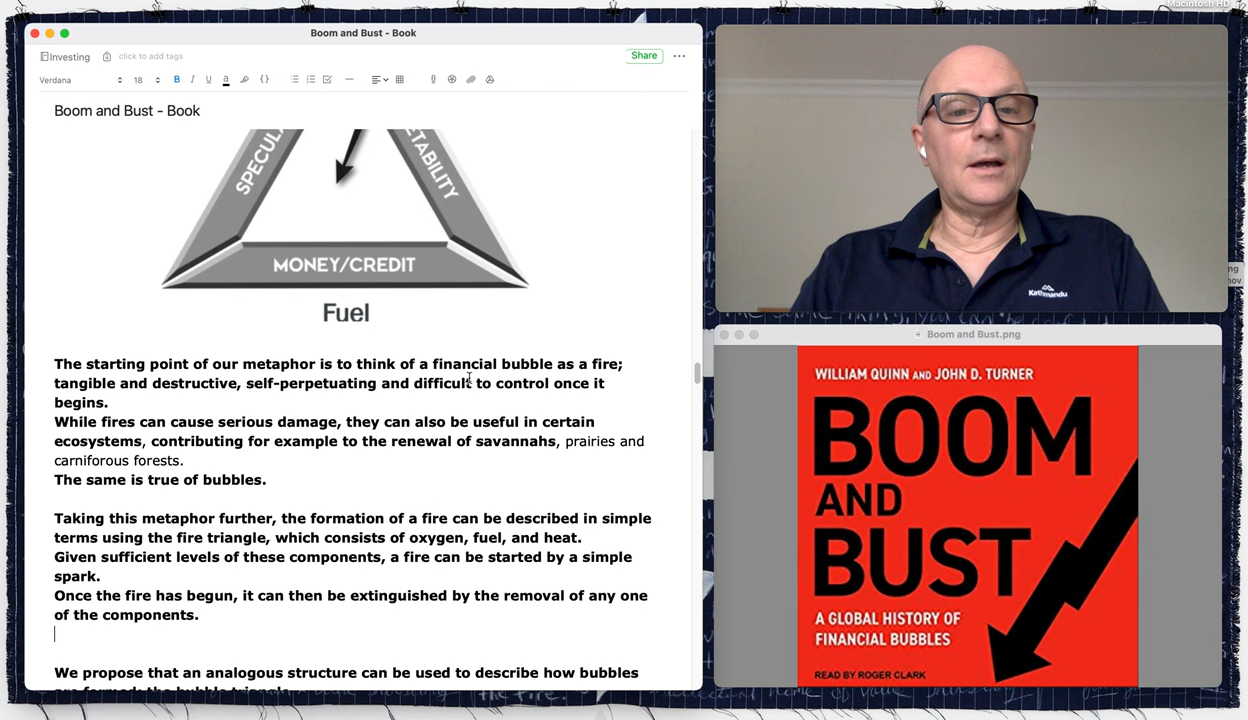 Macintosh HD
Boom and Bust - Book
Investing
click to add tags
Share
Verdana
18
B I U a
Boom and Bust - Book
MONEY/CREDIT
Fuel
The starting point of our metaphor is to think of a financial bubble as a fire;
tangible and destructive, self-perpetuating and difficult to control once it
begins.
While fires can cause serious damage, they can also be useful in certain
ecosystems, contributing for example to the renewal of savannahs, prairies and
carniforous forests.
The same is true of bubbles.
Taking this metaphor further, the formation of a fire can be described in simple
terms using the fire triangle, which consists of oxygen, fuel, and heat.
Given sufficient levels of these components, a fire can be started by a simple
spark.
Once the fire has begun, it can then be extinguished by the removal of any one
of the components.
We propose that an analogous structure can be used to describe how bubbles
are formed: the bubble triangle.
Kathmandu
Boom and Bust.png
WILLIAM QUINN AND JOHN D. TURNER
BOOM
AND
BUST
A GLOBAL HISTORY OF
FINANCIAL BUBBLES
READ BY ROGER CLARK